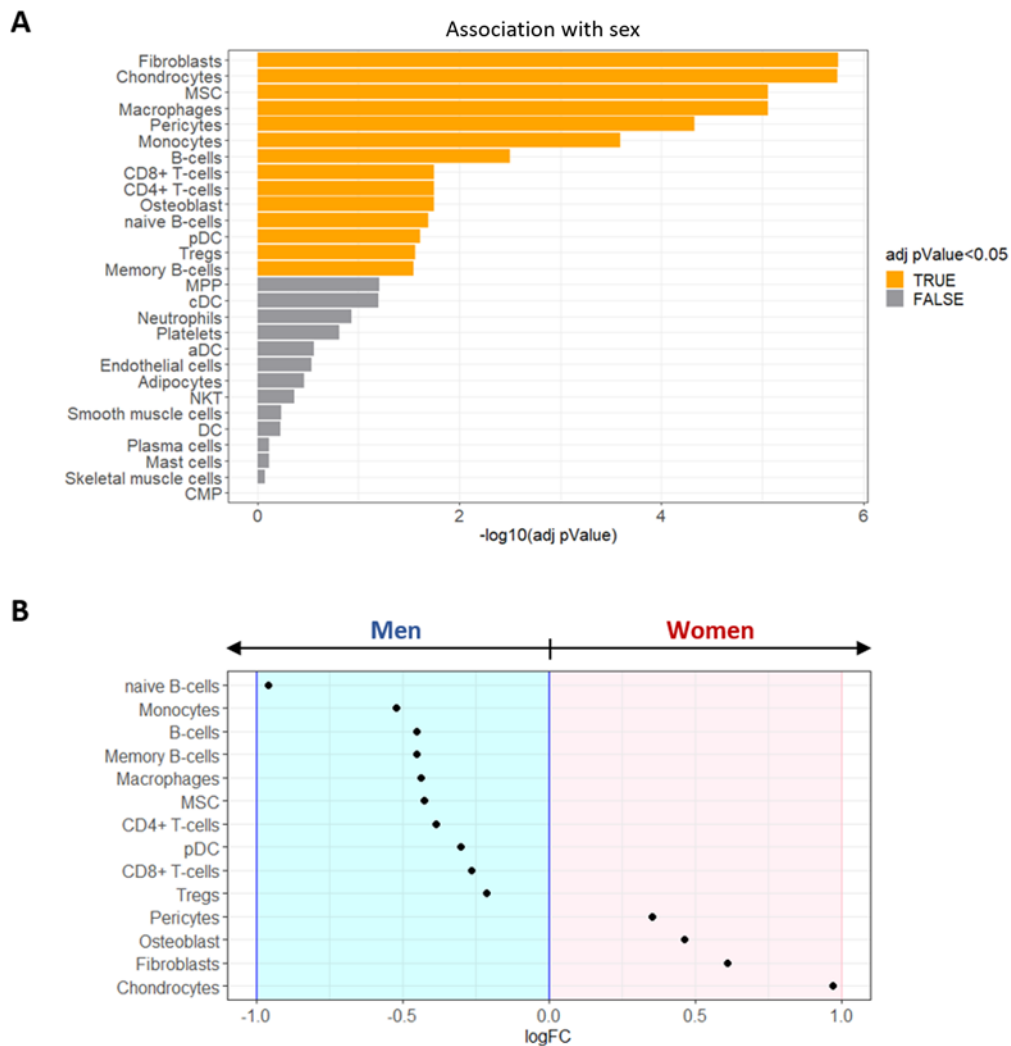 A
Association with sex
Fibroblasts
Chondrocytes
MSC
Macrophages
Pericytes
Monocytes
B-cells
CD8+ T-cells
CD4+ T-cells
Osteoblast
naive B-cells
pDC
Tregs
Memory B-cells
MPP
cDC
Neutrophils
Platelets
aDC
Endothelial cells
Adipocytes
NKT
Smooth muscle cells
DC
Plasma cells
Mast cells
Skeletal muscle cells
CMP
0 2 4 6
-log10(adj pValue)
adj pValue<0.05
TRUE
FALSE
B
Men Women
naive B-cells
Monocytes
B-cells
Memory B-cells
Macrophages
MSC
CD4+ T-cells
pDC
CD8+ T-cells
Tregs
Pericytes
Osteoblast
Fibroblasts
Chondrocytes
-1.0 -0.5 0.0 0.5 1.0
logFC